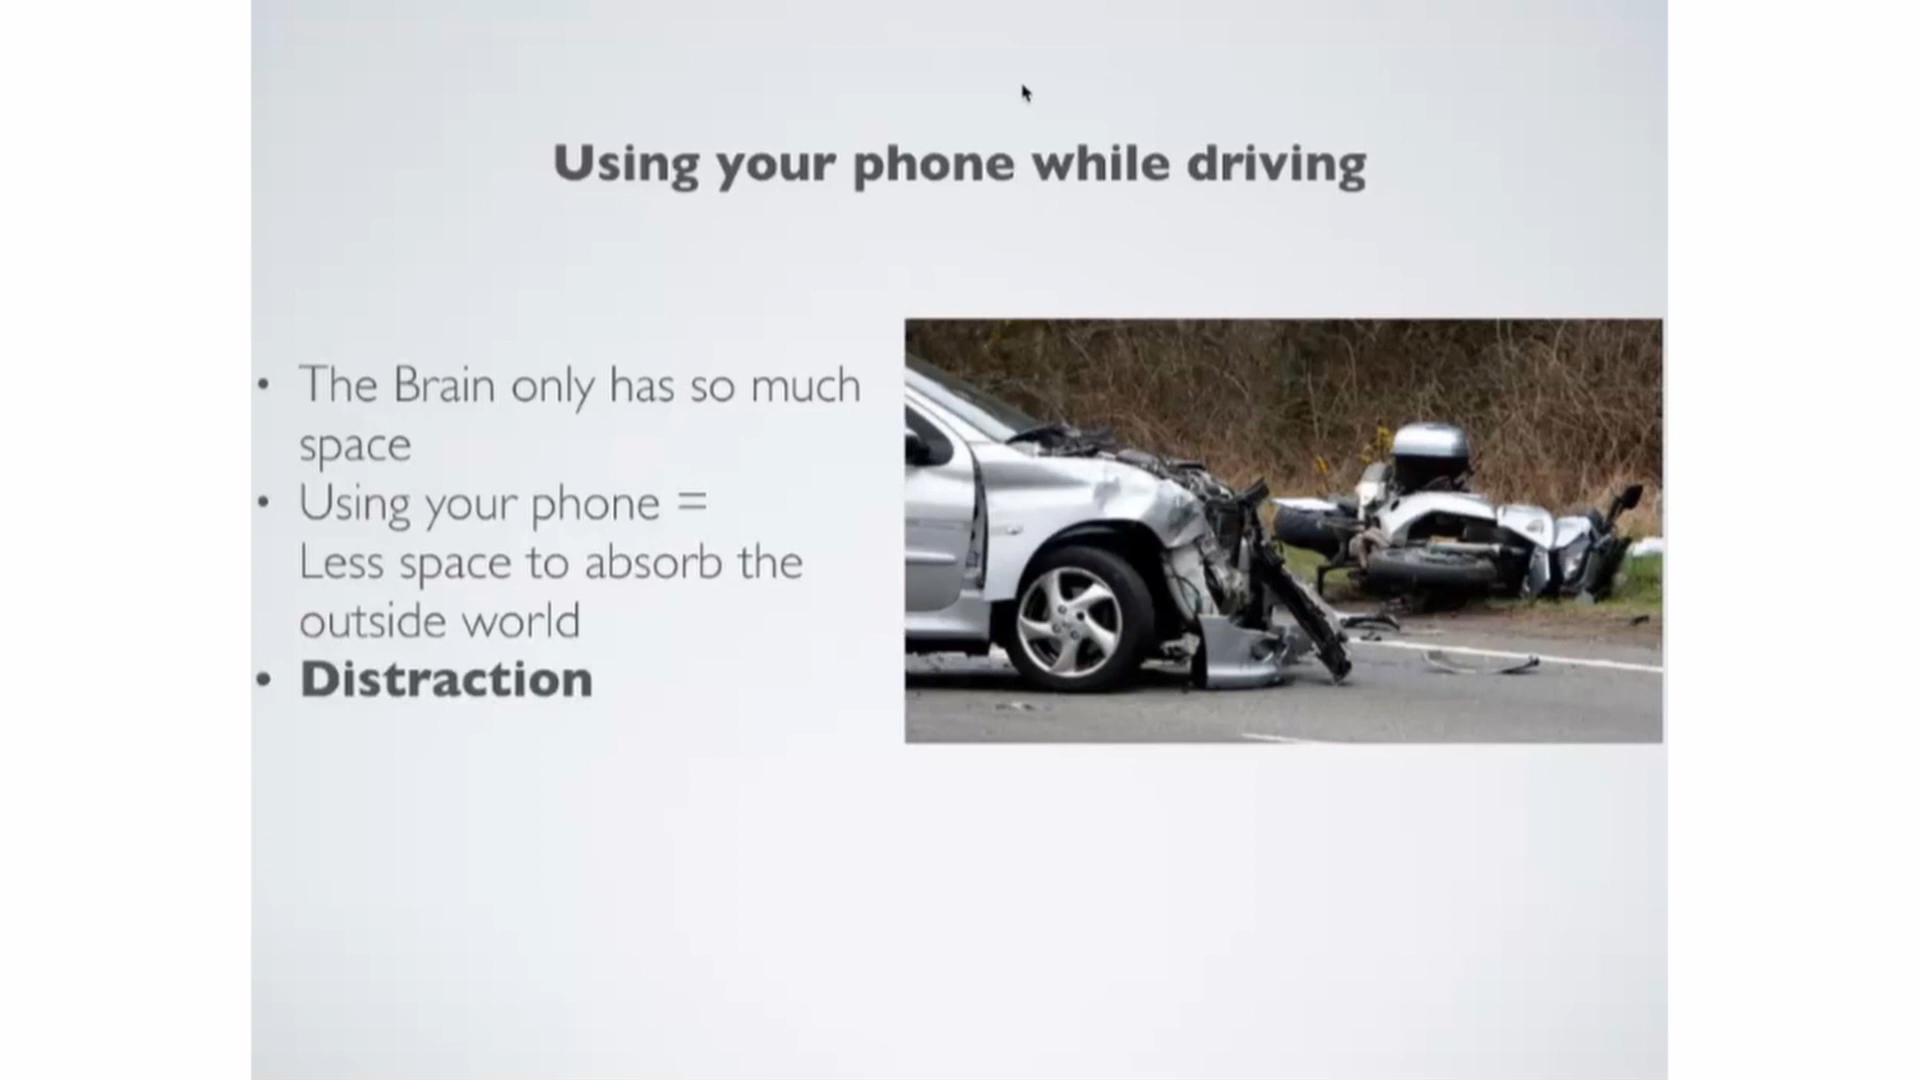 Using your phone while driving
• The Brain only has so much
space
• Using your phone =
Less space to absorb the
outside world
• Distraction